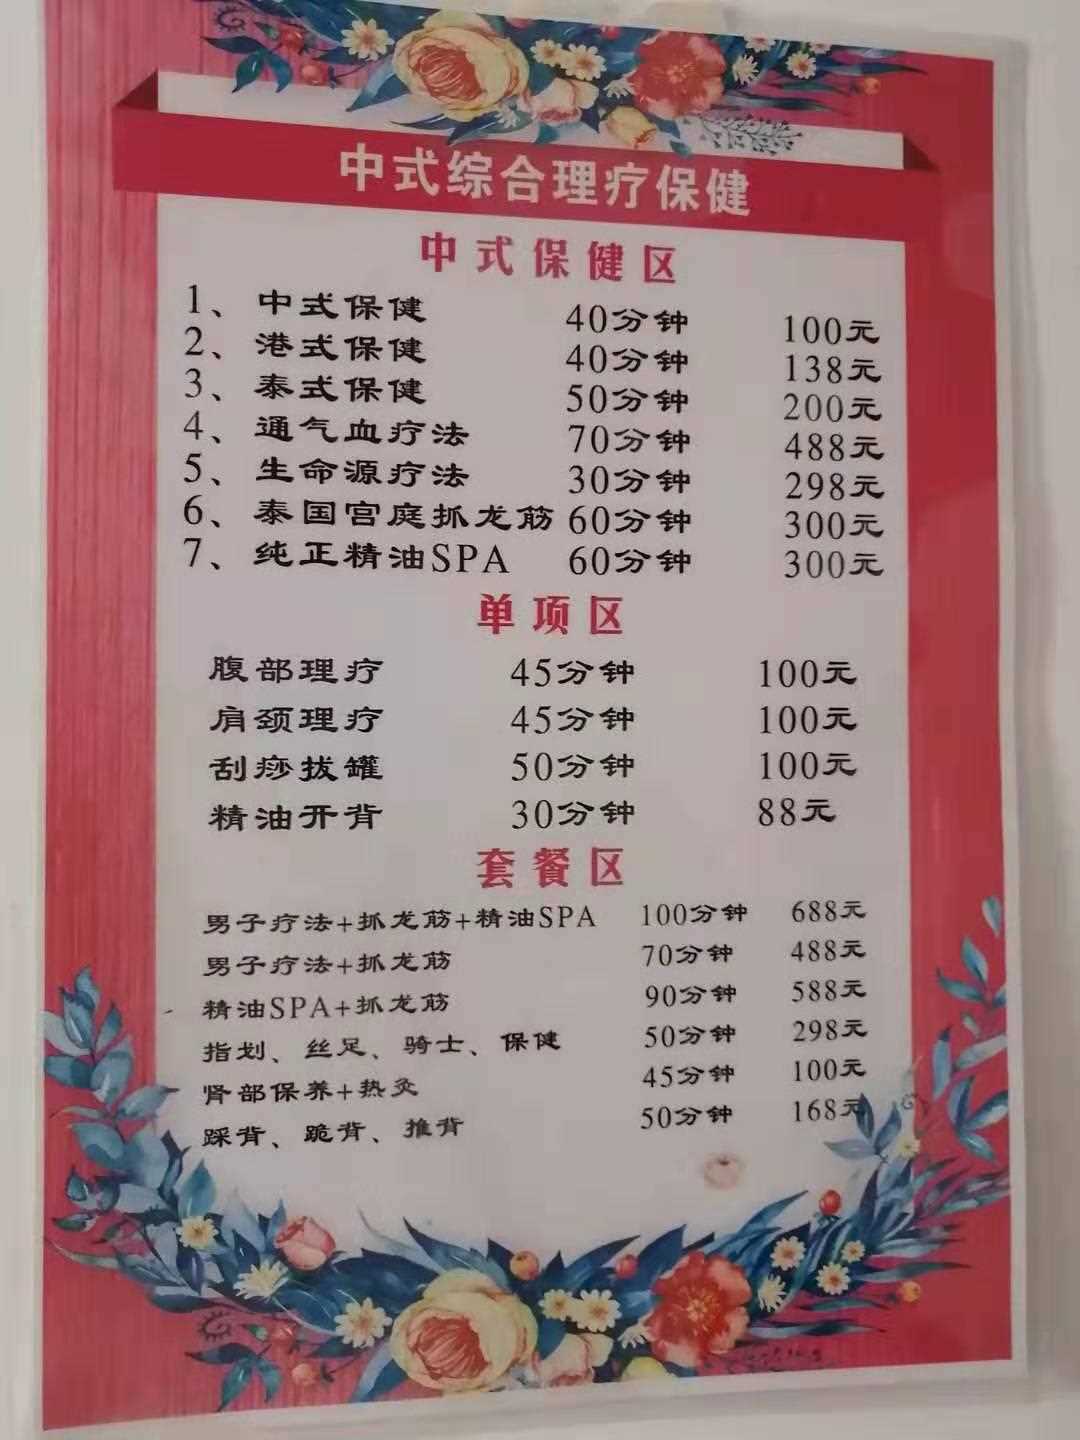 中式综合理疗保健
中式保健区
1、中式保健 40分钟 100元
2、港式保健 40分钟 138元
3、泰式保健 50分钟 200元
4、通气血疗法 70分钟 488元
5、生命源疗法 30分钟 298元
6、泰国宫庭抓龙筋 60分钟 300元
7、纯正精油SPA 60分钟 300元
单项区
腹部理疗 45分钟 100元
肩颈理疗 45分钟 100元
刮痧拔罐 50分钟 100元
精油开背 30分钟 88元
套餐区
男子疗法+抓龙筋+精油SPA 100分钟 688元
男子疗法+抓龙筋 70分钟 488元
精油SPA+抓龙筋 90分钟 588元
指划、丝足、骑士、保健 50分钟 298元
肾部保养+热灸 45分钟 100元
踩背、跪背、推背 50分钟 168元